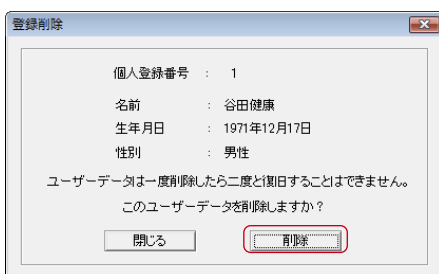 登録削除
個人登録番号 : 1
名前 : 谷田健康
生年月日 : 1971年12月17日
性別 : 男性
ユーザーデータは一度削除したら二度と復旧することはできません。
このユーザーデータを削除しますか？
閉じる 削除